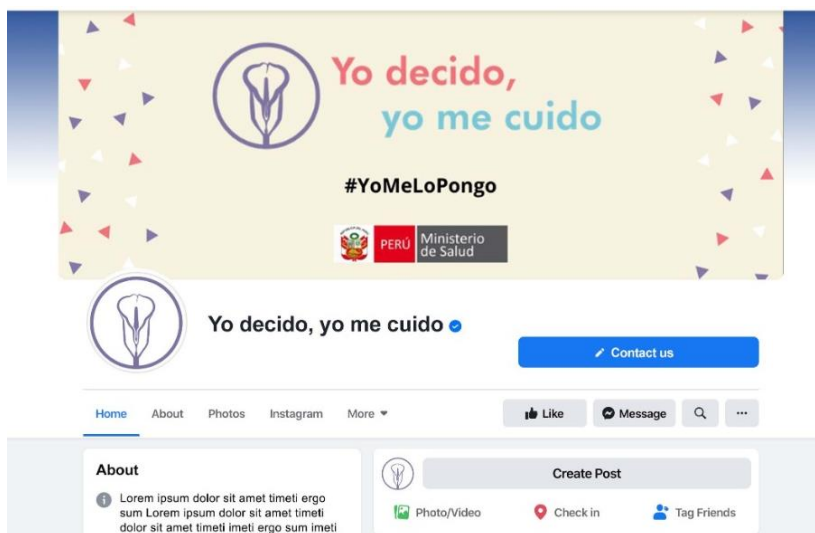 Yo decido,
yo me cuido
#YoMeLoPongo
PERÚ Ministerio
de Salud
Yo decido, yo me cuido
Contact us
Home About Photos Instagram More Like Message
About
Create Post
Lorem ipsum dolor sit amet timeti ergo
sum Lorem ipsum dolor sit amet timeti
dolor sit amet timeti imeti ergo sum imeti
Photo/Video Check in Tag Friends